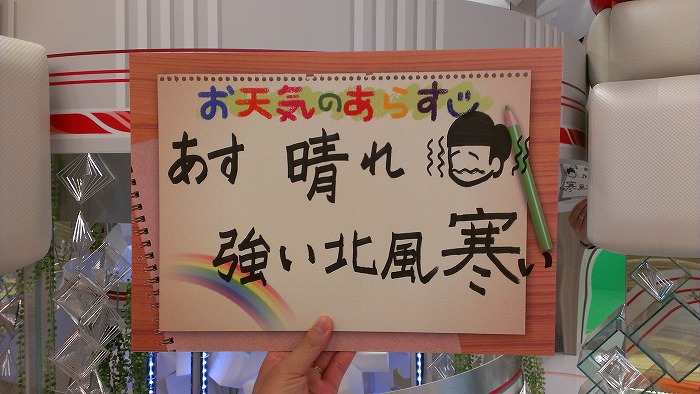 お天気のあらすじ
あす 晴れ
強い北風寒い